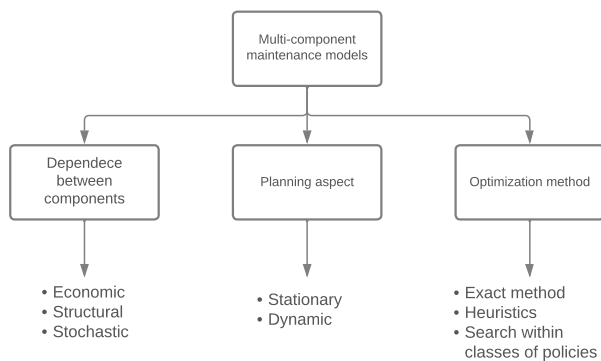 Multi-component
maintenance models
Dependece
between
components
Planning aspect
Optimization method
• Economic
• Structural
• Stochastic
• Stationary
• Dynamic
• Exact method
• Heuristics
• Search within
classes of policies